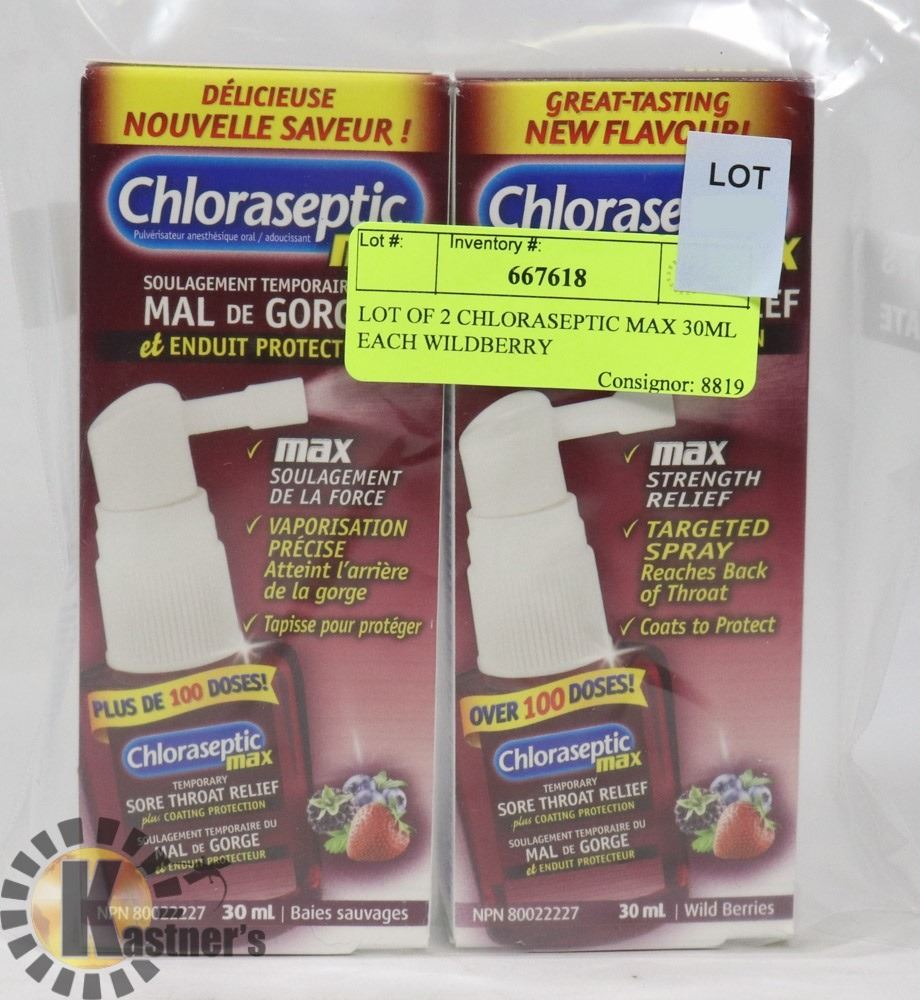 DÉLICIEUSE
NOUVELLE SAVEUR !
Chloraseptic
Pulvérisateur anesthésique oral / adoucissant
SOULAGEMENT TEMPORAIR
MAL DE GORG
et ENDUIT PROTECT
max
SOULAGEMENT
DE LA FORCE
VAPORISATION
PRÉCISE
Atteint l'arrière
de la gorge
Tapisse pour protéger
PLUS DE 100 DOSES!
Chloraseptic
max
TEMPORARY
SORE THROAT RELIEF
plus COATING PROTECTION
SOULAGEMENT TEMPORAIRE DU
MAL DE GORGE
et ENDUIT PROTECTEUR
NPN 80022227 30 mL | Baies sauvages
GREAT-TASTING
NEW FLAVOUR!
Chlorase
x
EF
LOT
Lot #: Inventory #:
667618
LOT OF 2 CHLORASEPTIC MAX 30ML
EACH WILDBERRY
Consignor: 8819
max
STRENGTH
RELIEF
TARGETED
SPRAY
Reaches Back
of Throat
Coats to Protect
OVER 100 DOSES!
Chloraseptic
max
TEMPORARY
SORE THROAT RELIEF
plus COATING PROTECTION
SOULAGEMENT TEMPORAIRE DU
MAL DE GORGE
et ENDUIT PROTECTEUR
NPN 80022227 30 mL | Wild Berries
Kastner's